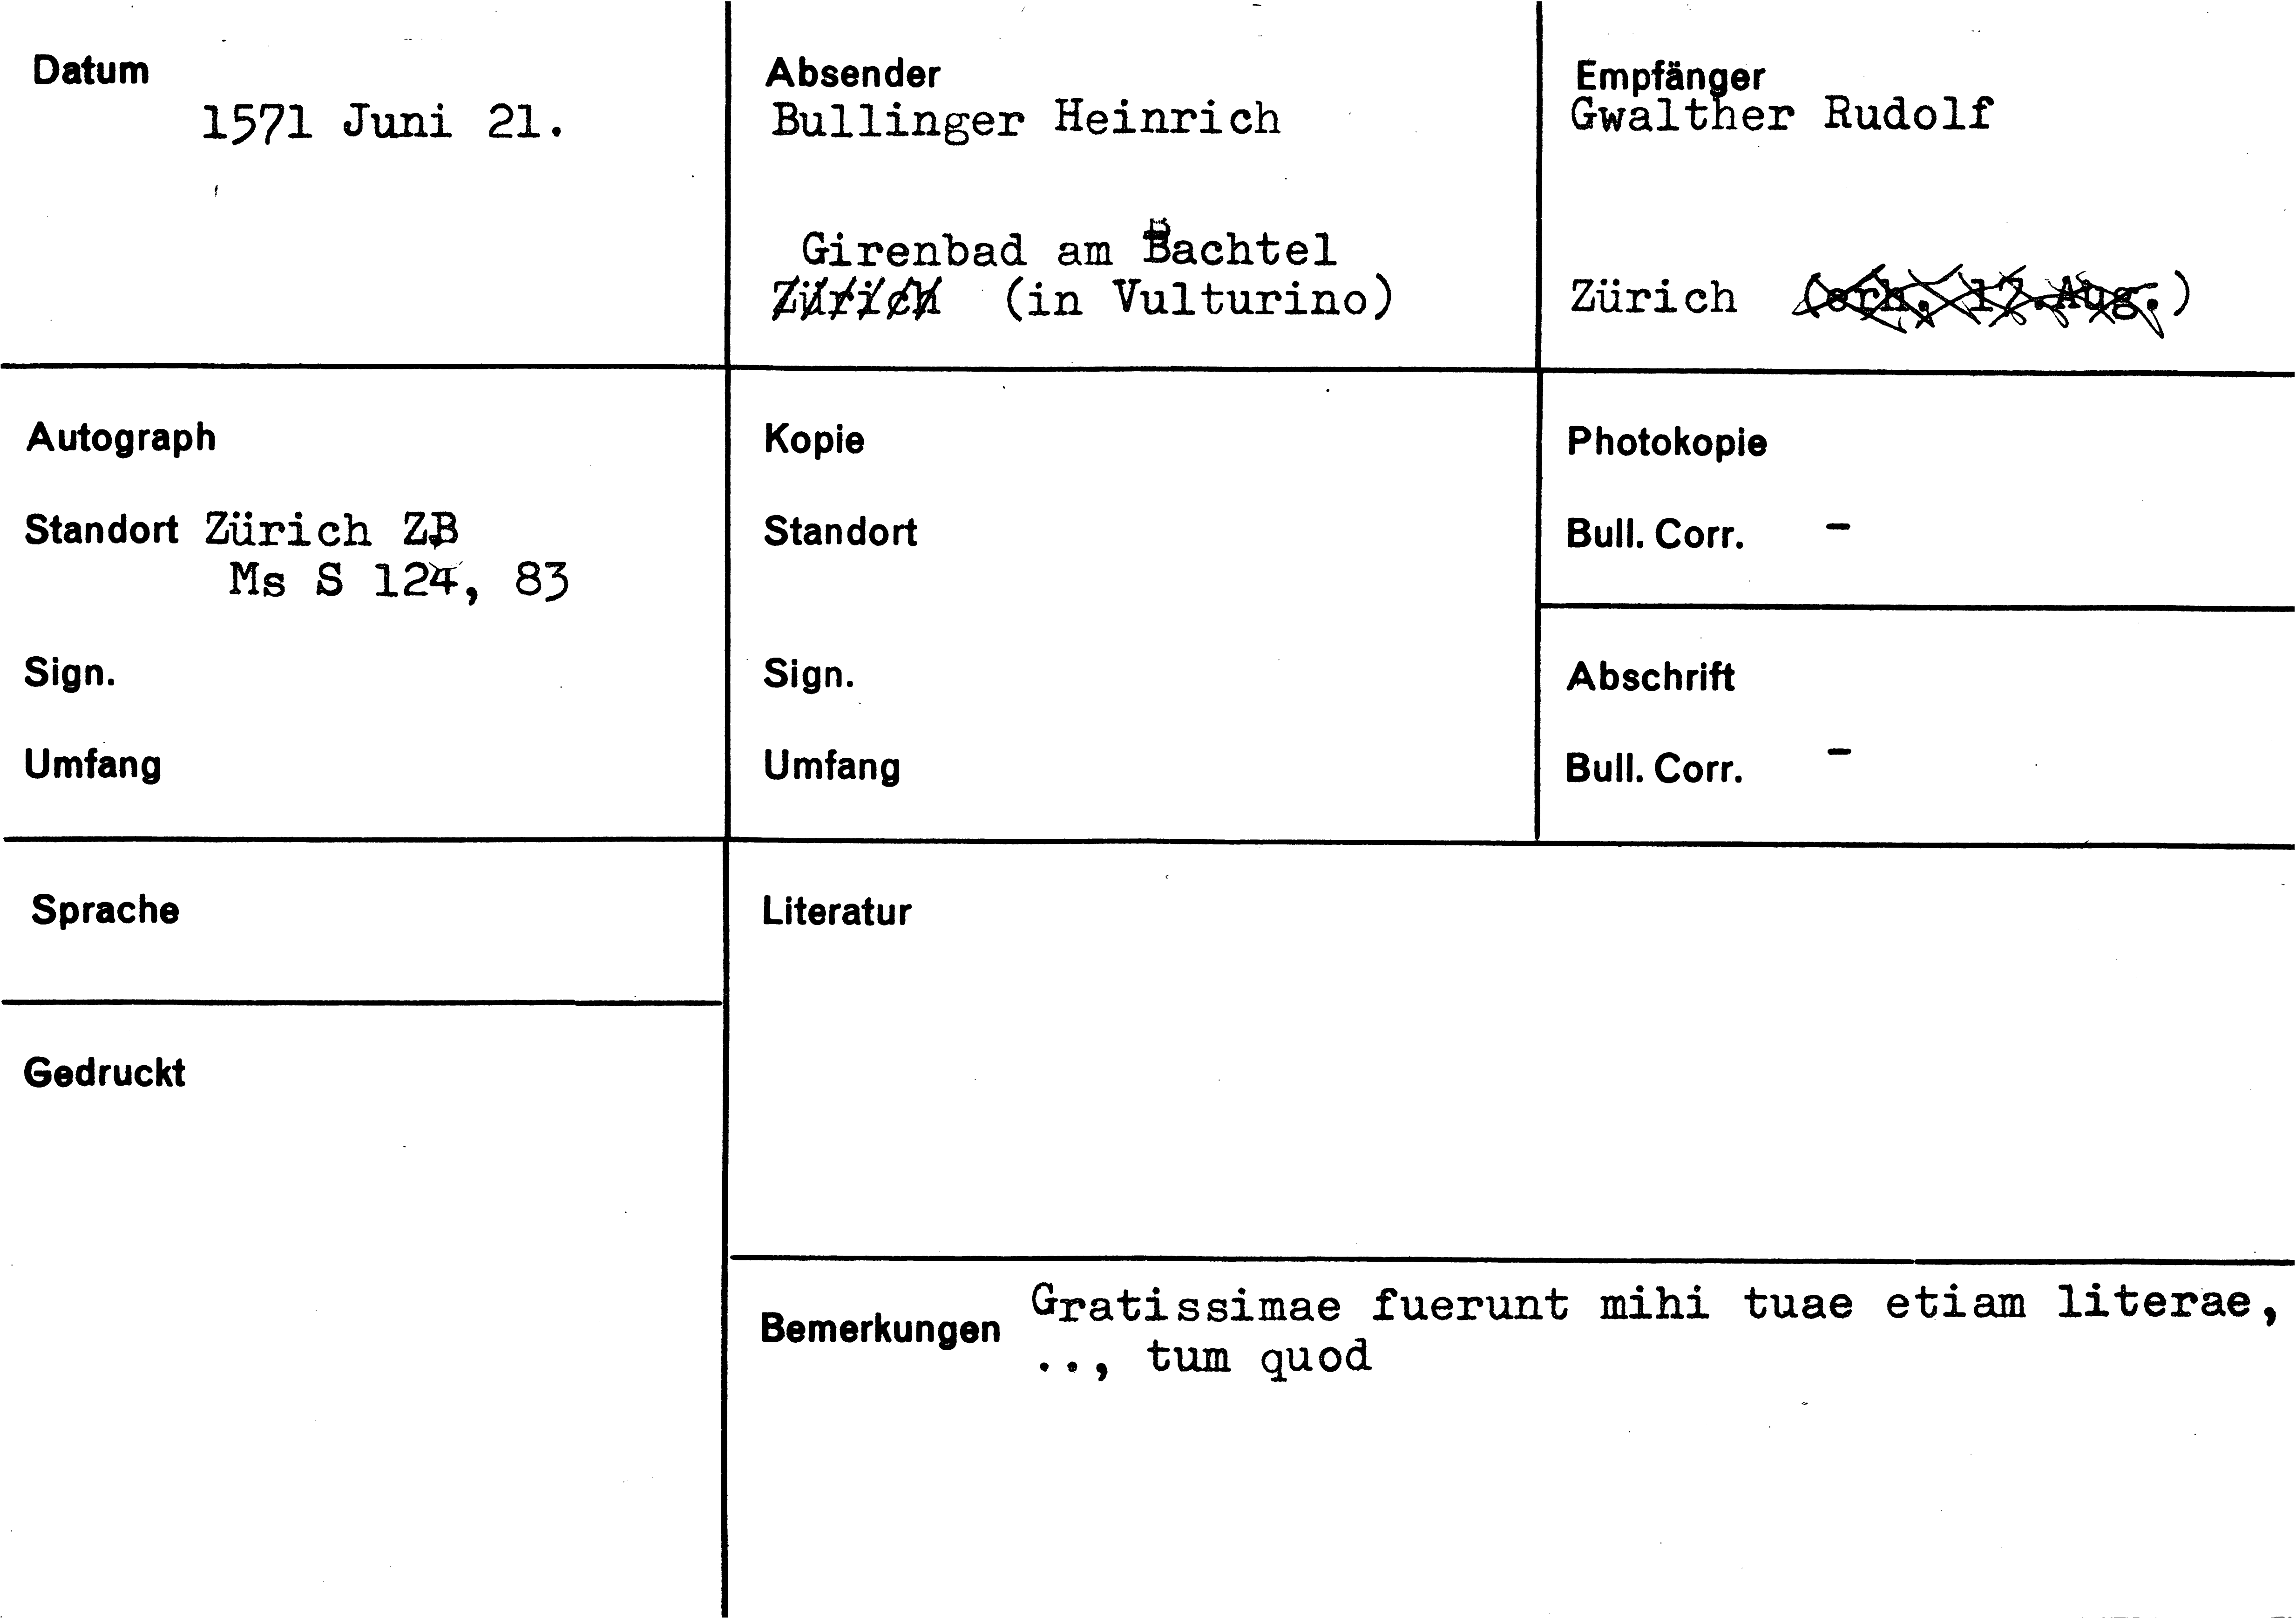 Datum
1571 Juni 21.
Absender
Bullinger Heinrich
Girenbad am Bachtel
Zürich (in Vulturino)
Empfänger
Gwalther Rudolf
Zürich (erh. 17.Aug.)
Autograph
Standort Zürich ZB
Ms S 124, 83
Sign.
Umfang
Kopie
Standort
Sign.
Umfang
Photokopie
Bull. Corr. -
Abschrift
Bull. Corr. -
Sprache
Gedruckt
Literatur
Bemerkungen Gratissimae fuerunt mihi tuae etiam literae,
.., tum quod